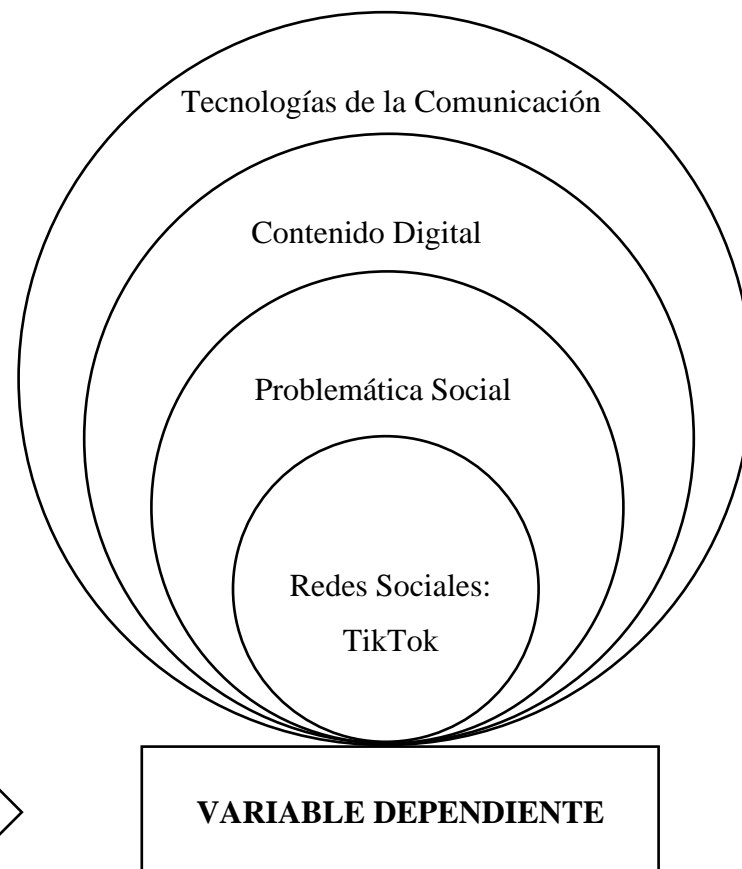 Tecnologías de la Comunicación
Contenido Digital
Problemática Social
Redes Sociales:
TikTok
VARIABLE DEPENDIENTE